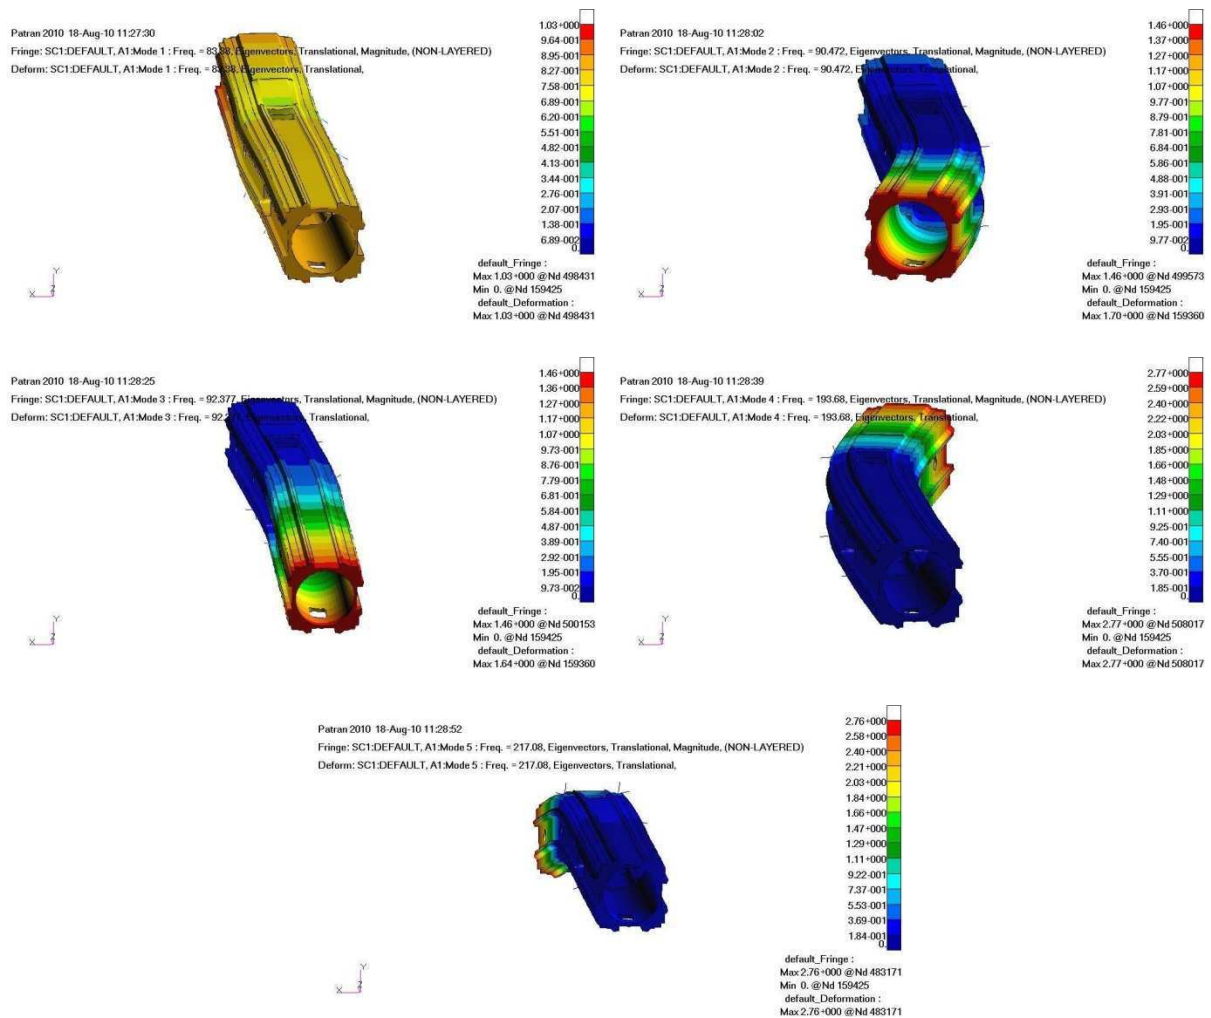 Patran 2010 18-Aug-10 11:27:30
Fringe: SC1:DEFAULT, A1:Mode 1 : Freq. = 83.38, Eigenvectors, Translational, Magnitude, (NON-LAYERED)
Deform: SC1:DEFAULT, A1:Mode 1 : Freq. = 83.38, Eigenvectors, Translational,
1.03+000
9.64-001
8.95-001
8.27-001
7.58-001
6.89-001
6.20-001
5.51-001
4.82-001
4.13-001
3.44-001
2.76-001
2.07-001
1.38-001
6.89-002
0.
default_Fringe :
Max 1.03+000 @Nd 498431
Min 0. @Nd 159425
default_Deformation :
Max 1.03+000 @Nd 498431
X Y Z
Patran 2010 18-Aug-10 11:28:02
Fringe: SC1:DEFAULT, A1:Mode 2 : Freq. = 90.472, Eigenvectors, Translational, Magnitude, (NON-LAYERED)
Deform: SC1:DEFAULT, A1:Mode 2 : Freq. = 90.472, Eigenvectors, Translational,
1.46+000
1.37+000
1.27+000
1.17+000
1.07+000
9.77-001
8.79-001
7.81-001
6.84-001
5.86-001
4.88-001
3.91-001
2.93-001
1.95-001
9.77-002
0.
default_Fringe :
Max 1.46+000 @Nd 499573
Min 0. @Nd 159425
default_Deformation :
Max 1.70+000 @Nd 159360
X Y Z
Patran 2010 18-Aug-10 11:28:25
Fringe: SC1:DEFAULT, A1:Mode 3 : Freq. = 92.377, Eigenvectors, Translational, Magnitude, (NON-LAYERED)
Deform: SC1:DEFAULT, A1:Mode 3 : Freq. = 92.377, Eigenvectors, Translational,
1.46+000
1.36+000
1.27+000
1.17+000
1.07+000
9.73-001
8.76-001
7.79-001
6.81-001
5.84-001
4.87-001
3.89-001
2.92-001
1.95-001
9.73-002
0.
default_Fringe :
Max 1.46+000 @Nd 500153
Min 0. @Nd 159425
default_Deformation :
Max 1.64+000 @Nd 159360
X Y Z
Patran 2010 18-Aug-10 11:28:39
Fringe: SC1:DEFAULT, A1:Mode 4 : Freq. = 193.68, Eigenvectors, Translational, Magnitude, (NON-LAYERED)
Deform: SC1:DEFAULT, A1:Mode 4 : Freq. = 193.68, Eigenvectors, Translational,
2.77+000
2.59+000
2.40+000
2.22+000
2.03+000
1.85+000
1.66+000
1.48+000
1.29+000
1.11+000
9.25-001
7.40-001
5.55-001
3.70-001
1.85-001
0.
default_Fringe :
Max 2.77+000 @Nd 508017
Min 0. @Nd 159425
default_Deformation :
Max 2.77+000 @Nd 508017
X Y Z
Patran 2010 18-Aug-10 11:28:52
Fringe: SC1:DEFAULT, A1:Mode 5 : Freq. = 217.08, Eigenvectors, Translational, Magnitude, (NON-LAYERED)
Deform: SC1:DEFAULT, A1:Mode 5 : Freq. = 217.08, Eigenvectors, Translational,
2.76+000
2.58+000
2.40+000
2.21+000
2.03+000
1.84+000
1.66+000
1.47+000
1.29+000
1.11+000
9.22-001
7.37-001
5.53-001
3.69-001
1.84-001
0.
default_Fringe :
Max 2.76+000 @Nd 483171
Min 0. @Nd 159425
default_Deformation :
Max 2.76+000 @Nd 483171
X Y Z